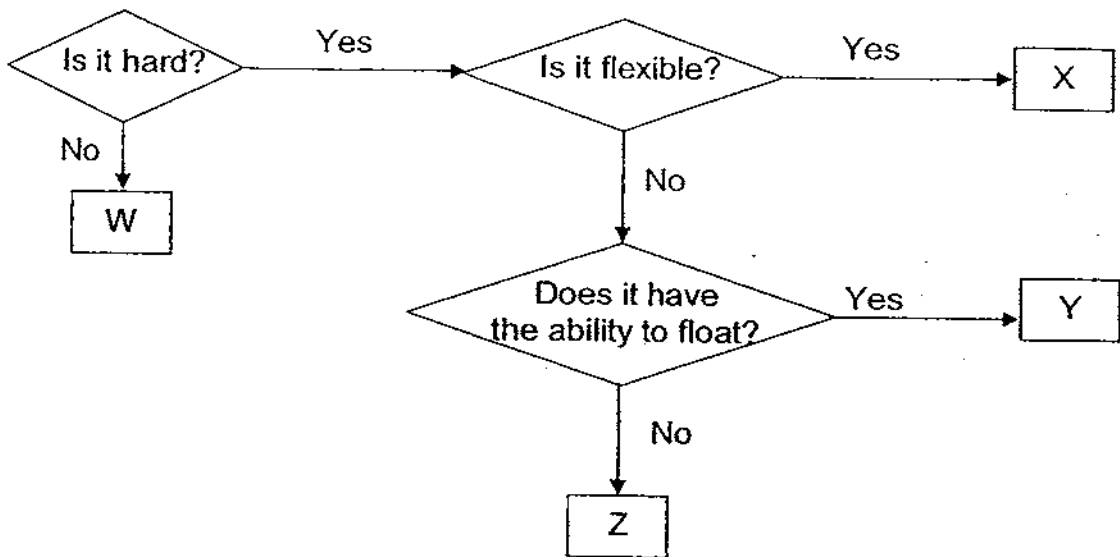 Is it hard?
Yes
Is it flexible?
Yes
X
No
W
No
Does it have
the ability to float?
Yes
Y
No
Z